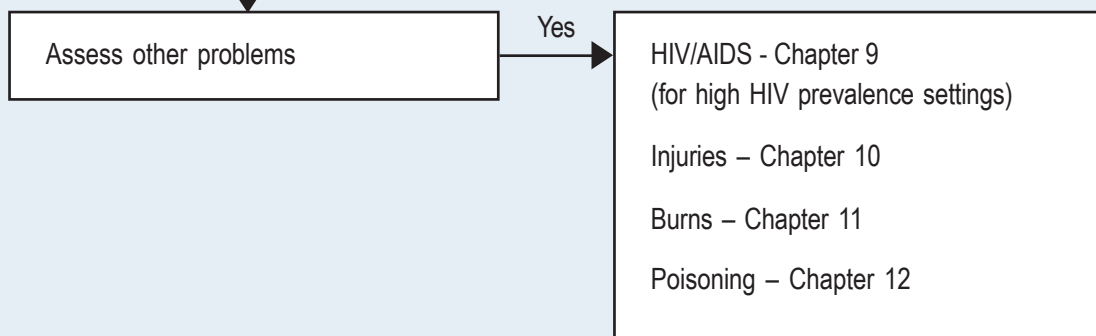 Assess other problems
Yes
HIV/AIDS - Chapter 9
(for high HIV prevalence settings)
Injuries – Chapter 10
Burns – Chapter 11
Poisoning – Chapter 12